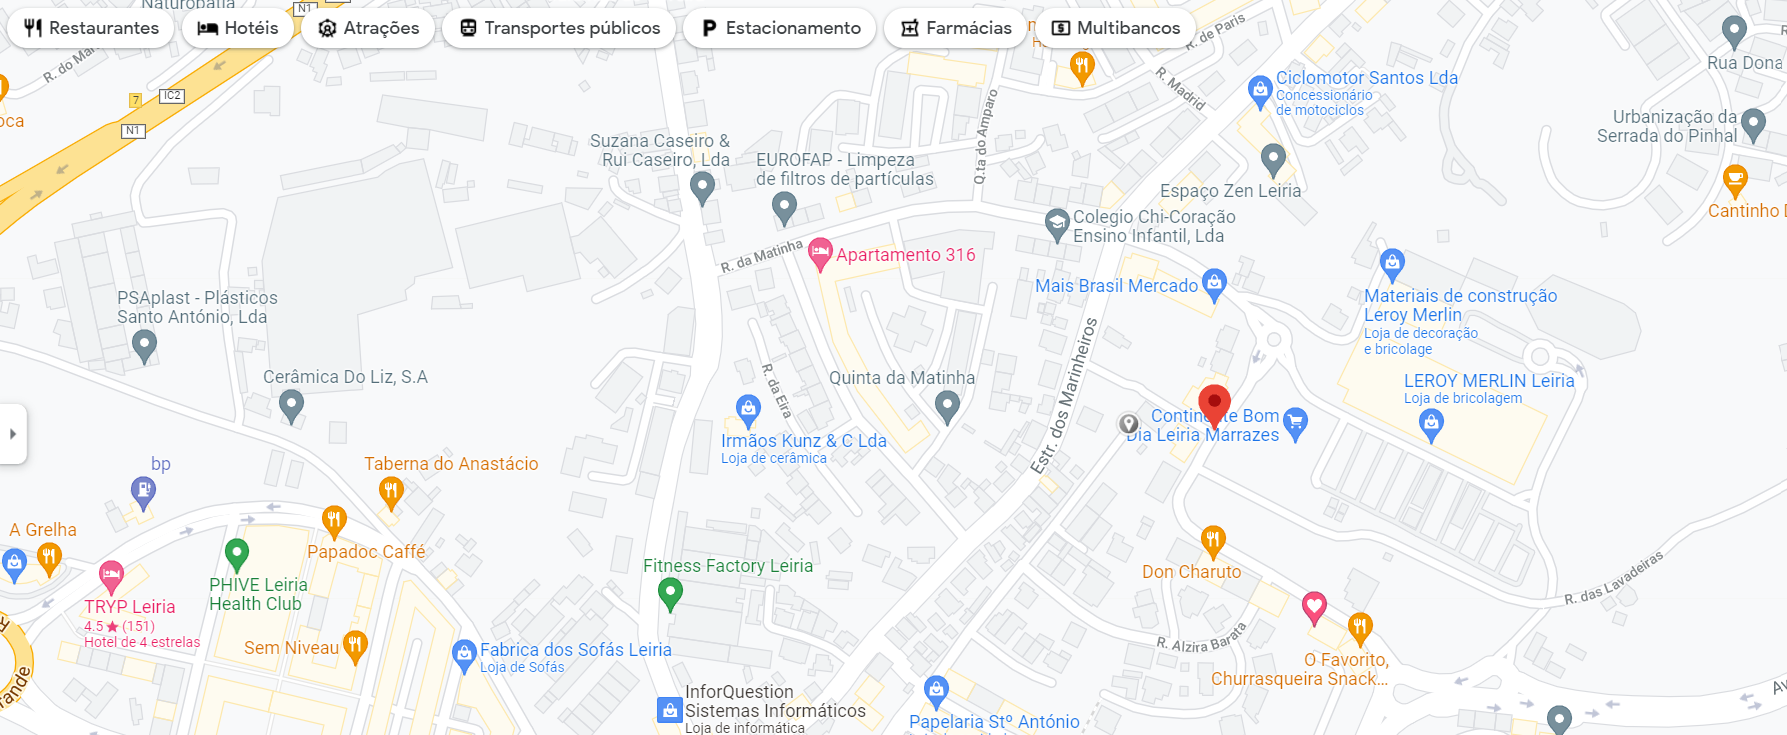 Naturopatia
N1
Restaurantes
Hotéis
Atrações
Transportes públicos
Estacionamento
Farmácias
Multibancos
R. de Paris
R. do
IC2
7
N1
R. Madrid
Q.ta do Amparo
Ciclomotor Santos Lda
Concessionário
de motociclos
Rua Dona
Urbanização da
Serrada do Pinhal
Suzana Caseiro &
Rui Caseiro, Lda
EUROFAP - Limpeza
de filtros de partículas
Espaço Zen Leiria
Cantinho
Colegio Chi-Coração
Ensino Infantil, Lda
R. da Matinha
Apartamento 316
Mais Brasil Mercado
PSAplast - Plásticos
Santo António, Lda
Materiais de construção
Leroy Merlin
Loja de decoração
e bricolage
Estr. dos Marinheiros
Cerâmica Do Liz, S.A
R. da Eira
Quinta da Matinha
LEROY MERLIN Leiria
Loja de bricolagem
Continente Bom
Dia Leiria Marrazes
Irmãos Kunz & C Lda
Loja de cerâmica
bp
Taberna do Anastácio
A Grelha
Papadoc Caffé
PHIVE Leiria
Health Club
Fitness Factory Leiria
Don Charuto
R. das Lavadeiras
TRYP Leiria
4.5 ★ (151)
Hotel de 4 estrelas
Sem Niveau
Fabrica dos Sofás Leiria
Loja de Sofás
R. Alzira Barata
O Favorito,
Churrasqueira Snack...
InforQuestion
Sistemas Informáticos
Loja de informática
Papelaria Stº António